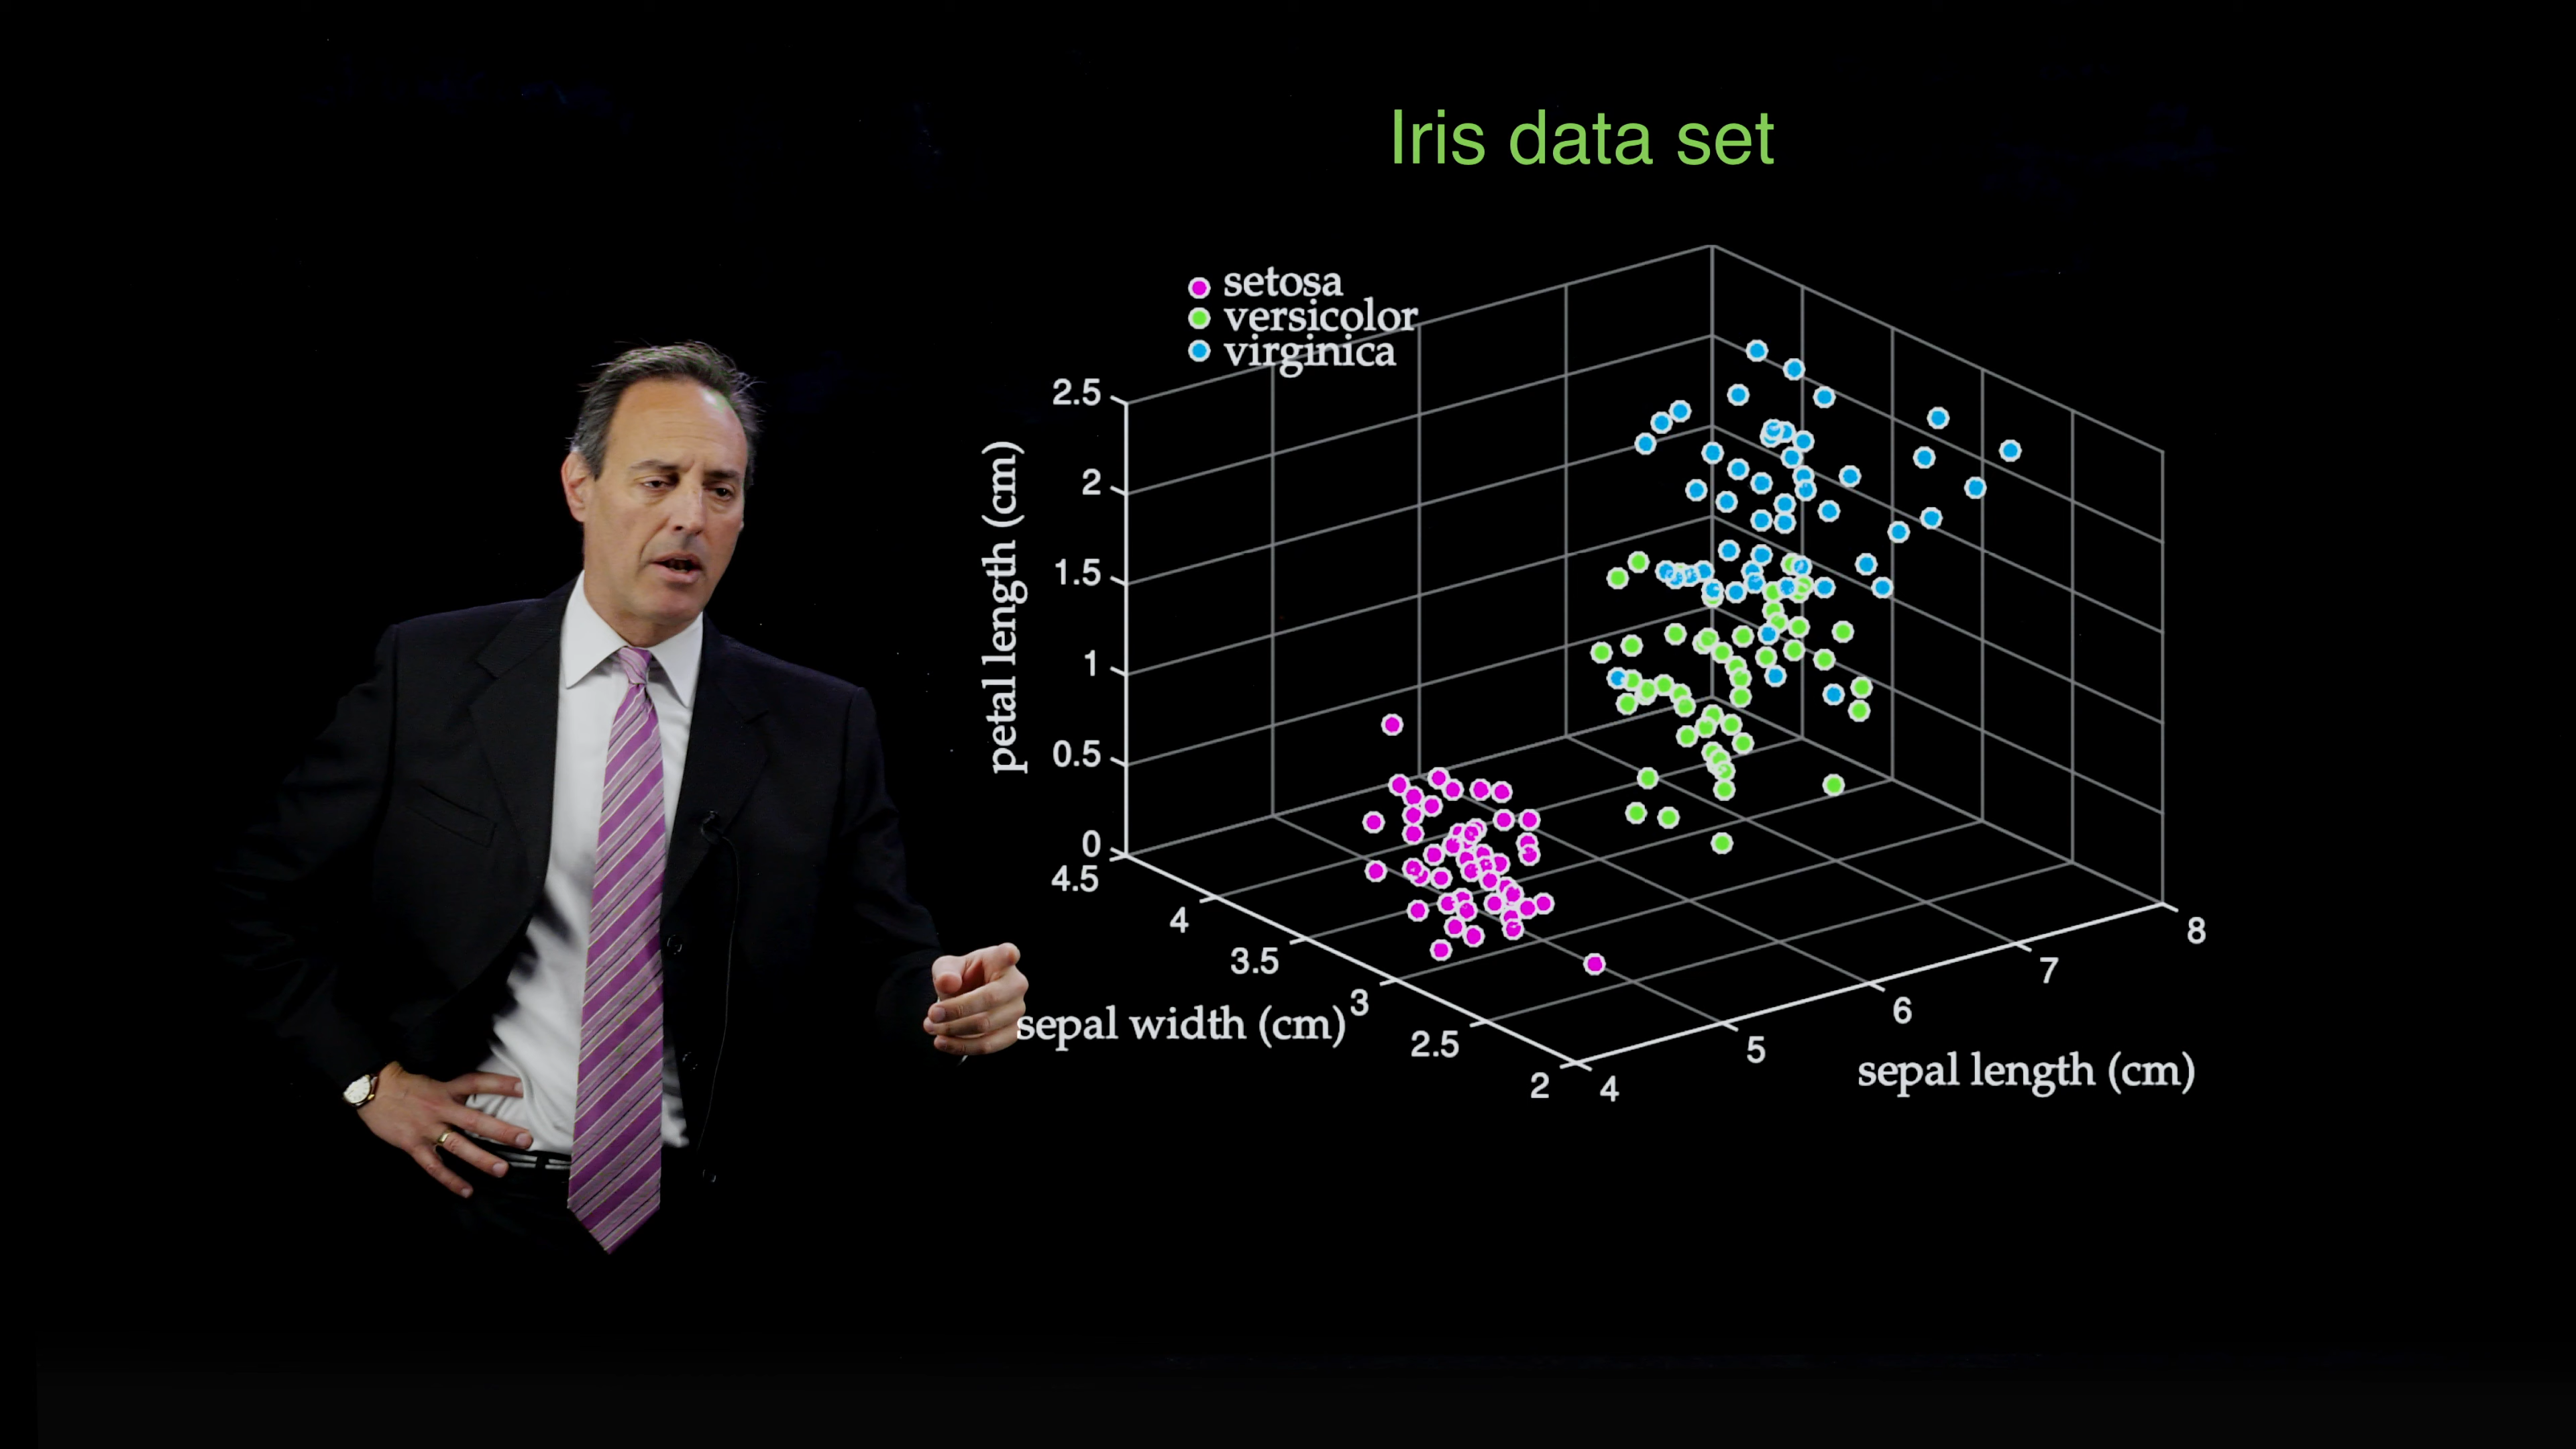 Iris data set
setosa
versicolor
virginica
petal length (cm)
2.5
2
1.5
1
0.5
0
4.5
4
3.5
3
2.5
2
sepal width (cm)
4
5
6
7
8
sepal length (cm)